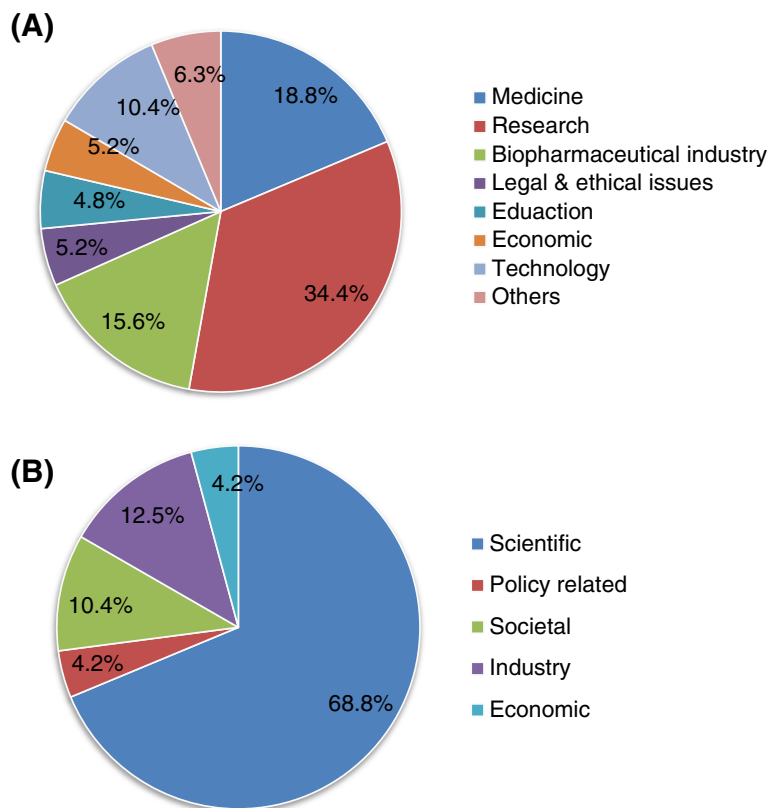 (A)
6.3%
18.8%
10.4%
5.2%
4.8%
5.2%
34.4%
15.6%
Medicine
Research
Biopharmaceutical industry
Legal & ethical issues
Eduaction
Economic
Technology
Others
(B)
4.2%
12.5%
10.4%
4.2%
68.8%
Scientific
Policy related
Societal
Industry
Economic